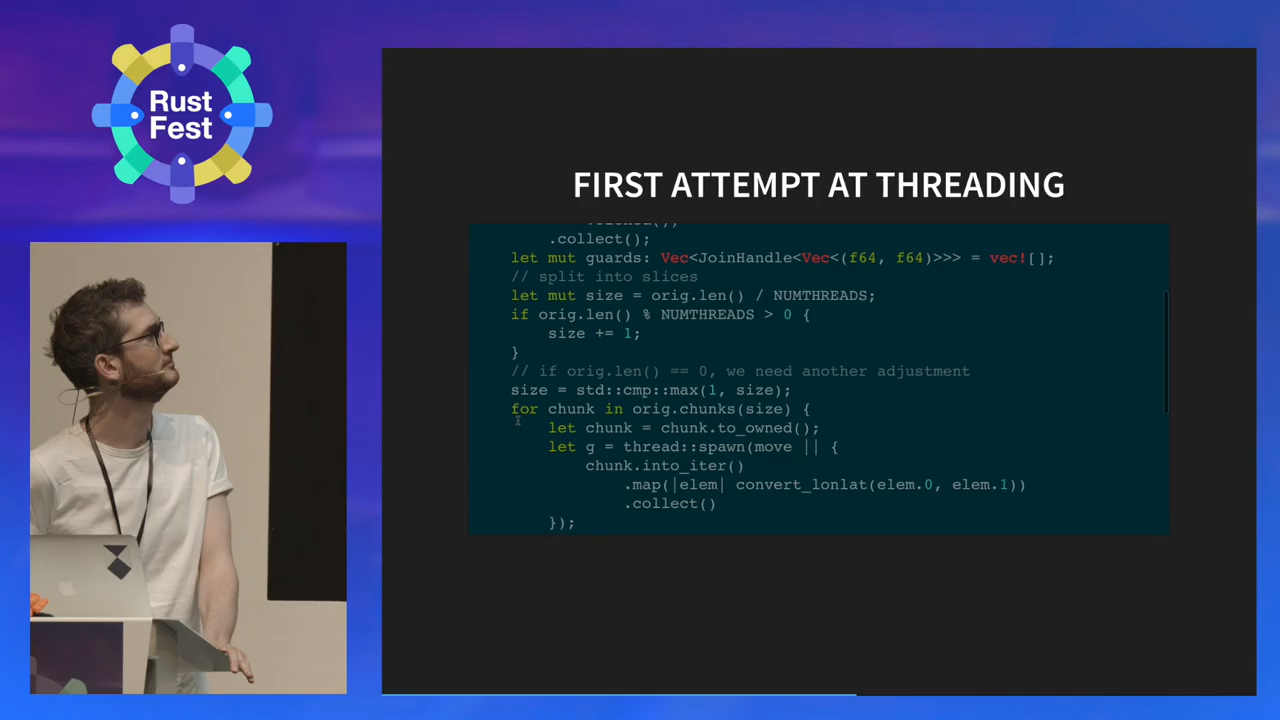 Rust
Fest
FIRST ATTEMPT AT THREADING
.collect();
let mut guards: Vec<JoinHandle<Vec<(f64, f64)>>> = vec![];
// split into slices
let mut size = orig.len() / NUMTHREADS;
if orig.len() % NUMTHREADS > 0 {
size += 1;
}
// if orig.len() == 0, we need another adjustment
size = std::cmp::max(1, size);
for chunk in orig.chunks(size) {
let chunk = chunk.to_owned();
let g = thread::spawn(move || {
chunk.into_iter()
.map(|elem| convert_lonlat(elem.0, elem.1))
.collect()
});